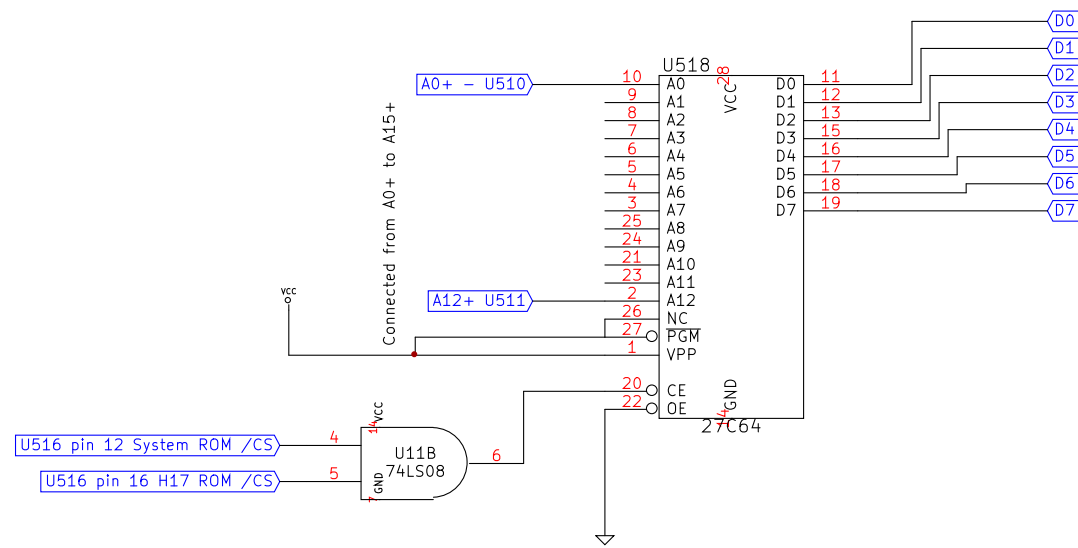 D0
D1
D2
D3
D4
D5
D6
D7
U518
28
VCC
A0+ - U510
10 A0 D0 11
9 A1 D1 12
8 A2 D2 13
7 A3 D3 15
6 A4 D4 16
5 A5 D5 17
4 A6 D6 18
3 A7 D7 19
25 A8
24 A9
21 A10
23 A11
A12+ U511
2 A12
26 NC
27 PGM
1 VPP
20 CE
22 OE
GND
14
27C64
Connected from A0+ to A15+
VCC
14
VCC
U516 pin 12 System ROM /CS
4
U11B
74LS08
6
U516 pin 16 H17 ROM /CS
5
GND
7